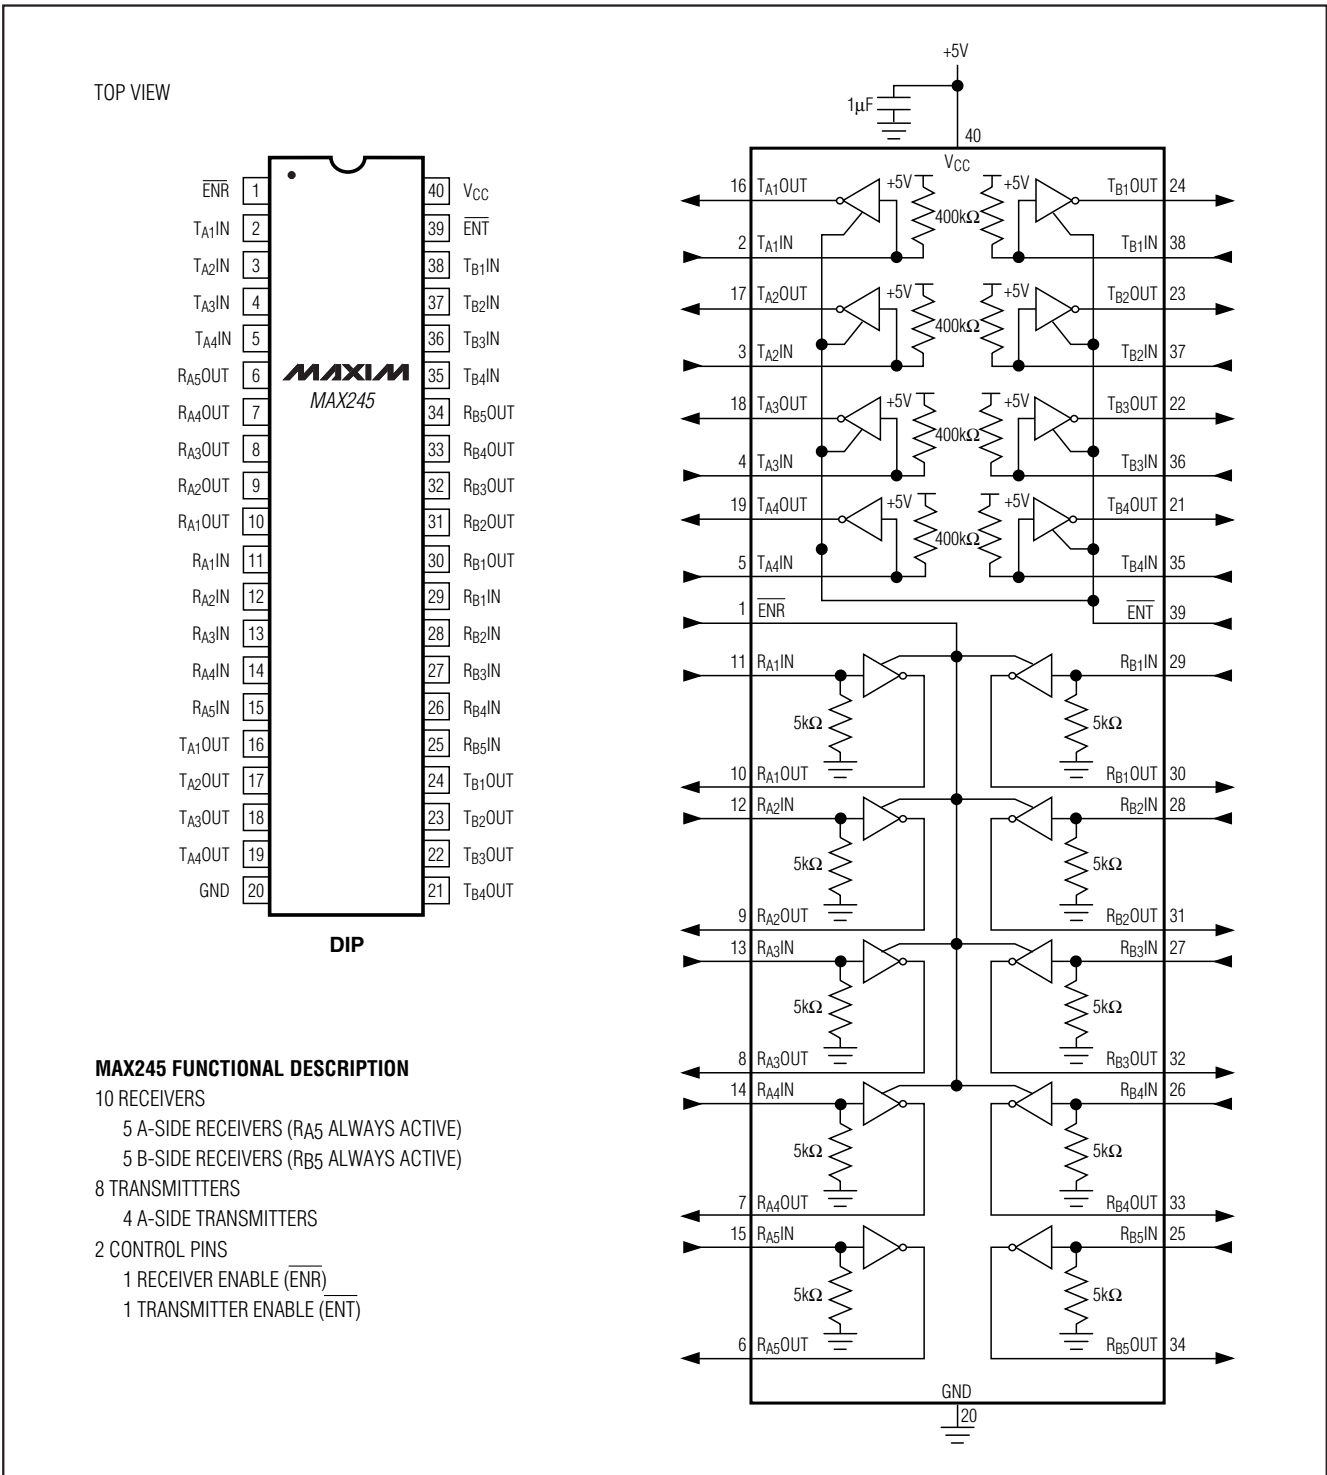 TOP VIEW
ENR 1
TA1IN 2
TA2IN 3
TA3IN 4
TA4IN 5
RA5OUT 6
RA4OUT 7
RA3OUT 8
RA2OUT 9
RA1OUT 10
RA1IN 11
RA2IN 12
RA3IN 13
RA4IN 14
RA5IN 15
TA1OUT 16
TA2OUT 17
TA3OUT 18
TA4OUT 19
GND 20
MAXIM
MAX245
40 VCC
39 ENT
38 TB1IN
37 TB2IN
36 TB3IN
35 TB4IN
34 RB5OUT
33 RB4OUT
32 RB3OUT
31 RB2OUT
30 RB1OUT
29 RB1IN
28 RB2IN
27 RB3IN
26 RB4IN
25 RB5IN
24 TB1OUT
23 TB2OUT
22 TB3OUT
21 TB4OUT
DIP
MAX245 FUNCTIONAL DESCRIPTION
10 RECEIVERS
5 A-SIDE RECEIVERS (RA5 ALWAYS ACTIVE)
5 B-SIDE RECEIVERS (RB5 ALWAYS ACTIVE)
8 TRANSMITTTERS
4 A-SIDE TRANSMITTERS
2 CONTROL PINS
1 RECEIVER ENABLE (ENR)
1 TRANSMITTER ENABLE (ENT)
+5V
1µF
40
VCC
16 TA1OUT +5V +5V TB1OUT 24
400kΩ
2 TA1IN TB1IN 38
17 TA2OUT +5V +5V TB2OUT 23
400kΩ
3 TA2IN TB2IN 37
18 TA3OUT +5V +5V TB3OUT 22
400kΩ
4 TA3IN TB3IN 36
19 TA4OUT +5V +5V TB4OUT 21
400kΩ
5 TA4IN TB4IN 35
1 ENR ENT 39
11 RA1IN RB1IN 29
5kΩ 5kΩ
10 RA1OUT RB1OUT 30
12 RA2IN RB2IN 28
5kΩ 5kΩ
9 RA2OUT RB2OUT 31
13 RA3IN RB3IN 27
5kΩ 5kΩ
8 RA3OUT RB3OUT 32
14 RA4IN RB4IN 26
5kΩ 5kΩ
7 RA4OUT RB4OUT 33
15 RA5IN RB5IN 25
5kΩ 5kΩ
6 RA5OUT RB5OUT 34
GND
20